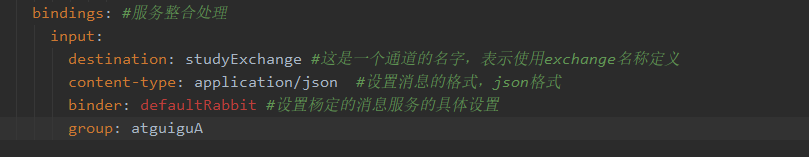 bindings: #服务整合处理
input:
destination: studyExchange #这是一个通道的名字，表示使用exchange名称定义
content-type: application/json #设置消息的格式，json格式
binder: defaultRabbit #设置杨定的消息服务的具体设置
group: atguiguA